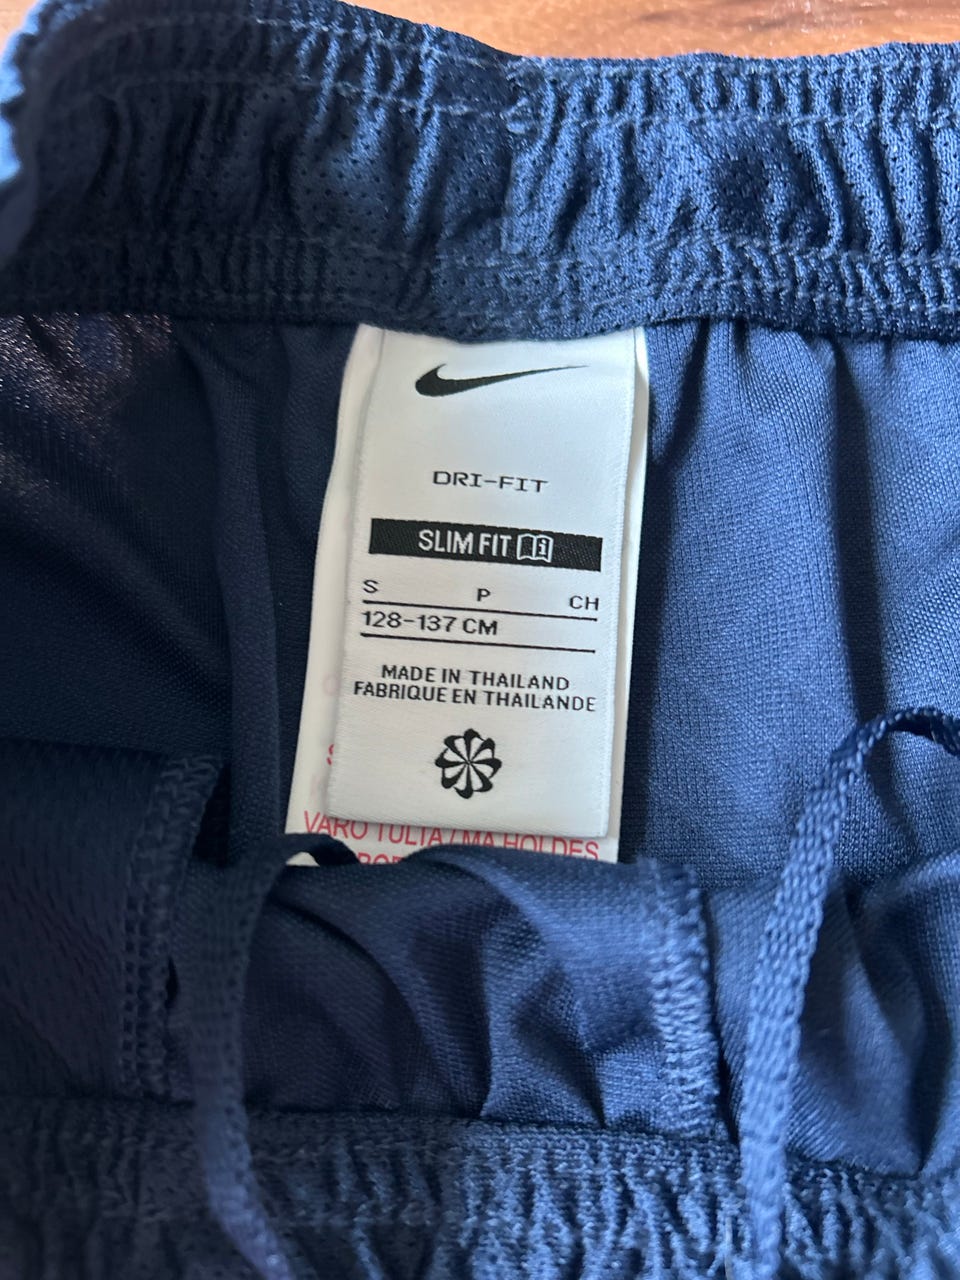 DRI-FIT
SLIM FIT
S P CH
128-137 CM
MADE IN THAILAND
FABRIQUE EN THAILANDE
VARO TULTA / MA HOLDES